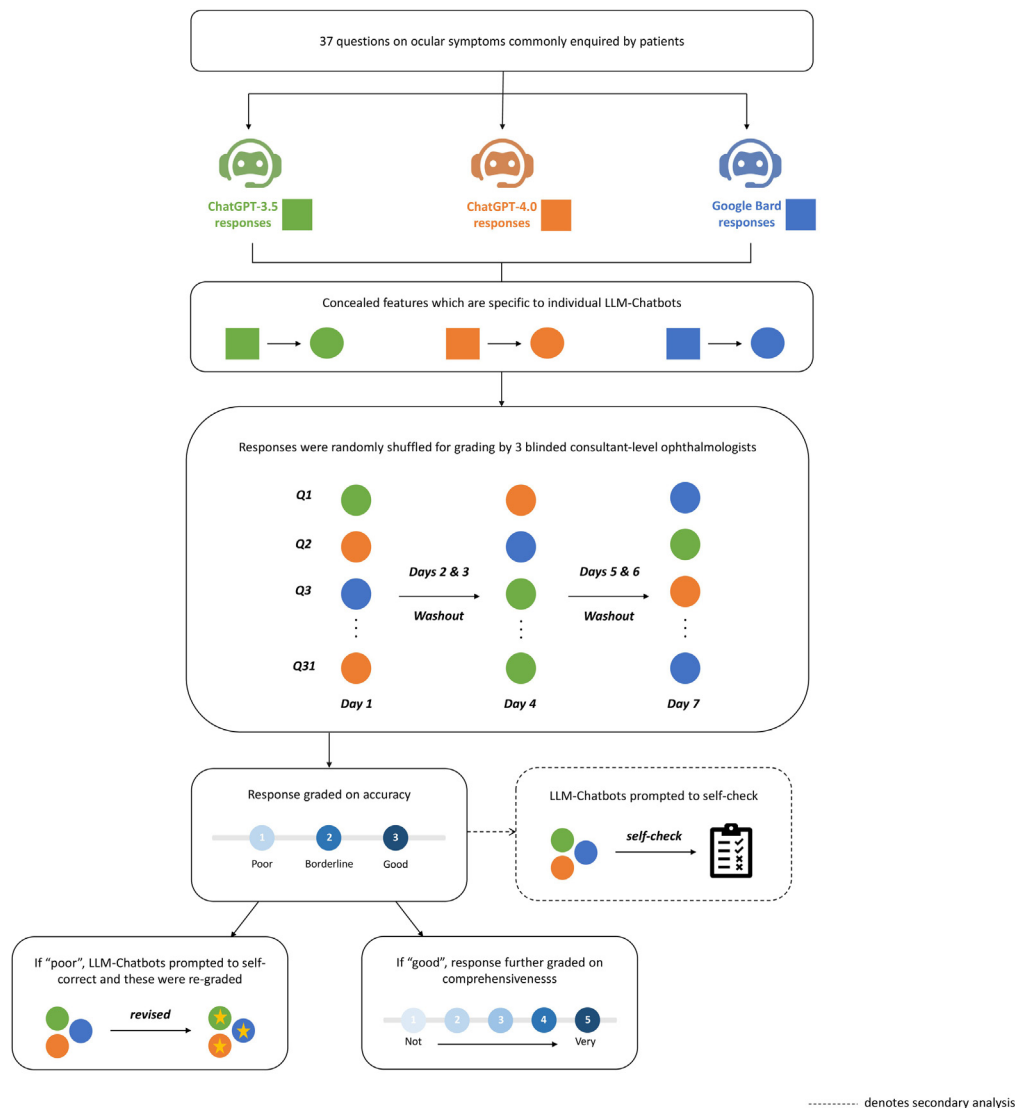 37 questions on ocular symptoms commonly enquired by patients
ChatGPT-3.5
responses
ChatGPT-4.0
responses
Google Bard
responses
Concealed features which are specific to individual LLM-Chatbots
Responses were randomly shuffled for grading by 3 blinded consultant-level ophthalmologists
Q1
Q2
Q3
Q31
Days 2 & 3
Washout
Days 5 & 6
Washout
Day 1
Day 4
Day 7
Response graded on accuracy
1
2
3
Poor
Borderline
Good
LLM-Chatbots prompted to self-check
self-check
If “poor”, LLM-Chatbots prompted to self-
correct and these were re-graded
revised
If “good”, response further graded on
comprehensivenesss
1
2
3
4
5
Not
Very
denotes secondary analysis